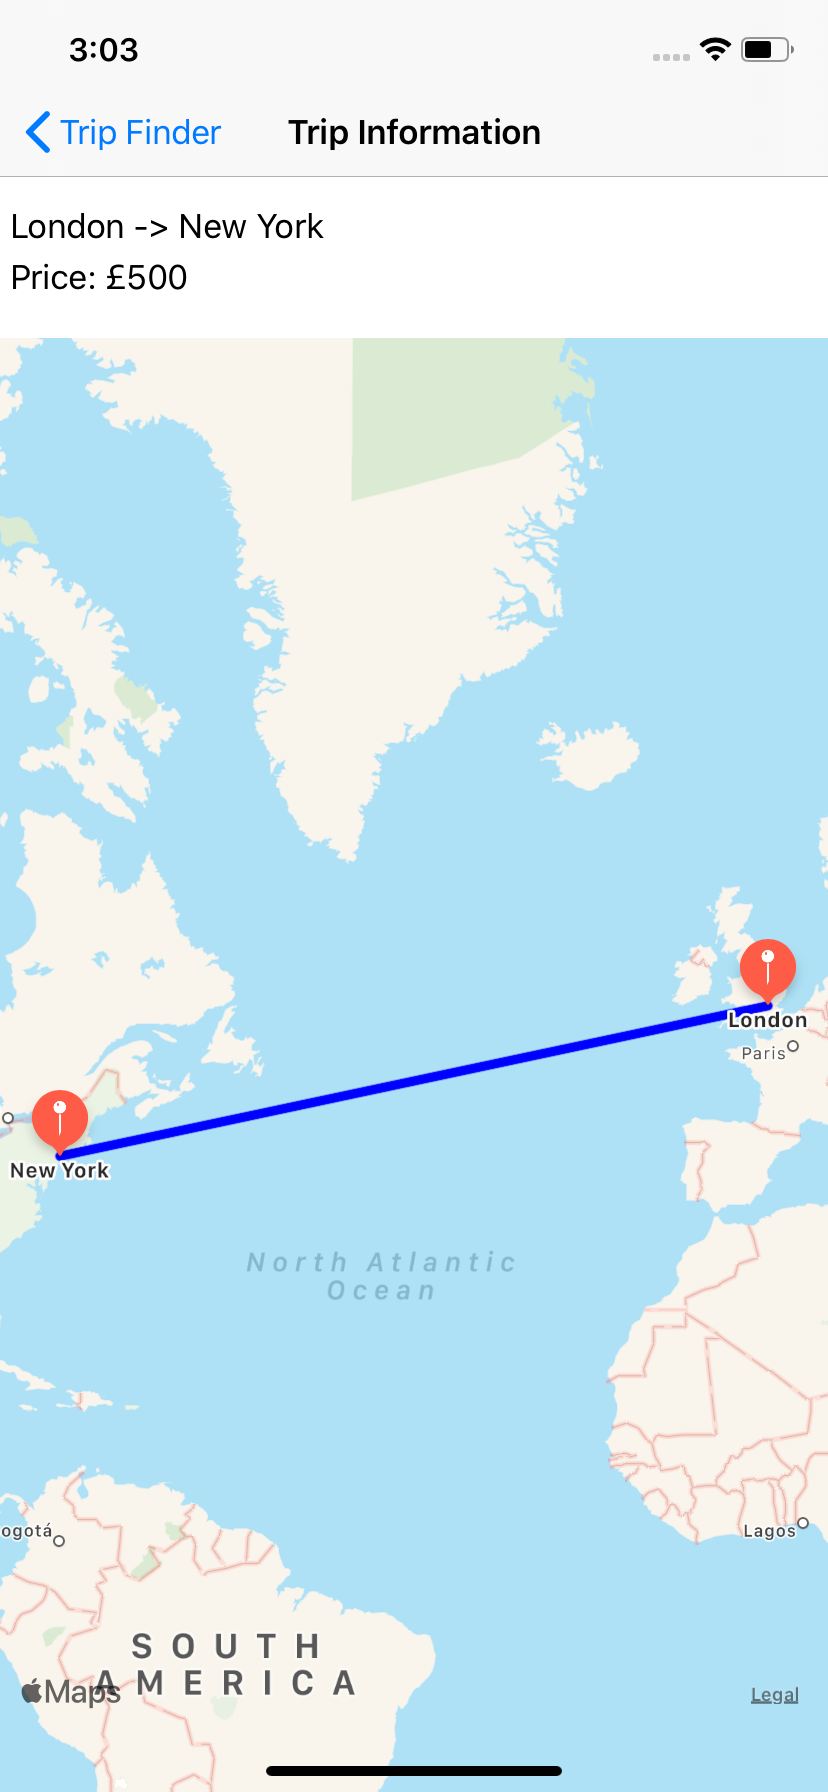 3:03
Trip Finder
Trip Information
London -> New York
Price: £500
London
Paris
New York
North Atlantic
Ocean
ogotá
Lagos
SOUTH
AMERICA
Maps
Legal